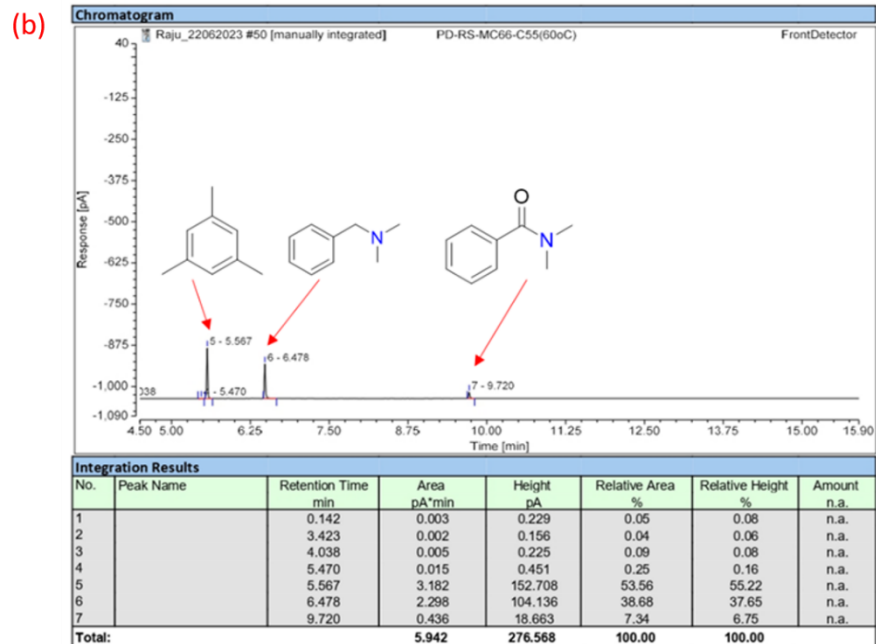 (b)
Chromatogram
Raju_22062023 #50 [manually integrated] PD-RS-MC66-C55(60oC) FrontDetector
Response [pA]
40
-125
-250
-375
-500
-625
-750
-875
-1,000
-1,090
N
O
N
038
- 5.470
5 - 5.567
6 - 6.478
7 - 9.720
4.50 5.00 6.25 7.50 8.75 10.00 11.25 12.50 13.75 15.00 15.90
Time [min]
Integration Results
No. Peak Name Retention Time Area Height Relative Area Relative Height Amount
min pA*min pA % % n.a.
1 0.142 0.003 0.229 0.05 0.08 n.a.
2 3.423 0.002 0.156 0.04 0.06 n.a.
3 4.038 0.005 0.225 0.09 0.08 n.a.
4 5.470 0.015 0.451 0.25 0.16 n.a.
5 5.567 3.182 152.708 53.56 55.22 n.a.
6 6.478 2.298 104.136 38.68 37.65 n.a.
7 9.720 0.436 18.663 7.34 6.75 n.a.
Total: 5.942 276.568 100.00 100.00